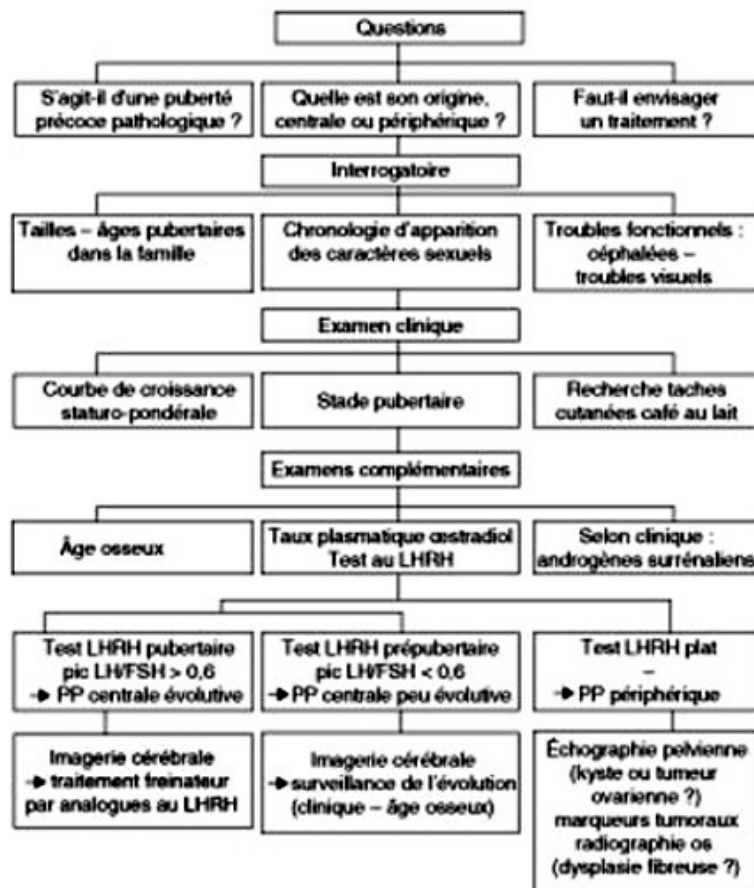 Questions
S'agit-il d'une puberté
précoce pathologique ?
Quelle est son origine,
centrale ou périphérique ?
Faut-il envisager
un traitement ?
Interrogatoire
Tailles – âges pubertaires
dans la famille
Chronologie d'apparition
des caractères sexuels
Troubles fonctionnels :
céphalées –
troubles visuels
Examen clinique
Courbe de croissance
staturo-pondérale
Stade pubertaire
Recherche taches
cutanées café au lait
Examens complémentaires
Âge osseux
Taux plasmatique œstradiol
Test au LHRH
Selon clinique :
androgènes surrénaliens
Test LHRH pubertaire
pic LH/FSH > 0,6
→ PP centrale évolutive
Test LHRH prépubertaire
pic LH/FSH < 0,6
→ PP centrale peu évolutive
Test LHRH plat
–
→ PP périphérique
Imagerie cérébrale
→ traitement freinateur
par analogues au LHRH
Imagerie cérébrale
→ surveillance de l'évolution
(clinique – âge osseux)
Échographie pelvienne
(kyste ou tumeur
ovarienne ?)
marqueurs tumoraux
radiographie os
(dysplasie fibreuse ?)